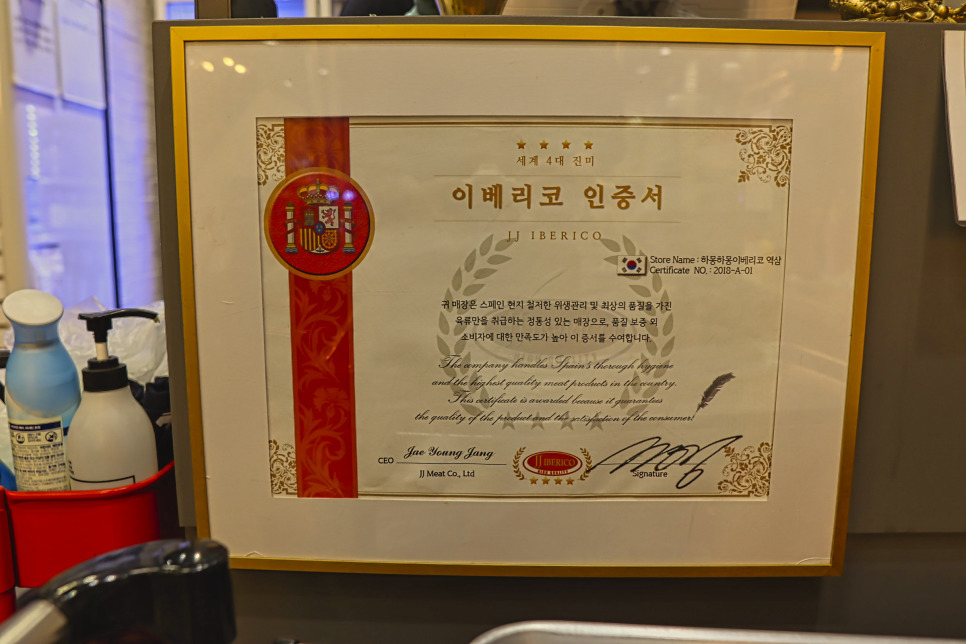 세계 4대 진미
이베리코 인증서
JJ IBERICO
Store Name : 하몽하몽이베리코 역삼
Certificate NO. : 2018-A-01
귀 매장은 스페인 현지 철저한 위생관리 및 최상의 품질을 가진
육류만을 취급하는 정통성 있는 매장으로, 품질 보증 외
소비자에 대한 만족도가 높아 이 증서를 수여합니다.
The company handles Spain's thorough hygiene
and the highest quality meat products in the country.
This certificate is awarded because it guarantees
the quality of the product and the satisfaction of the consumer!
CEO Jae Young Jang
JJ Meat Co., Ltd
JJ IBERICO
HIGH QUALITY
Signature